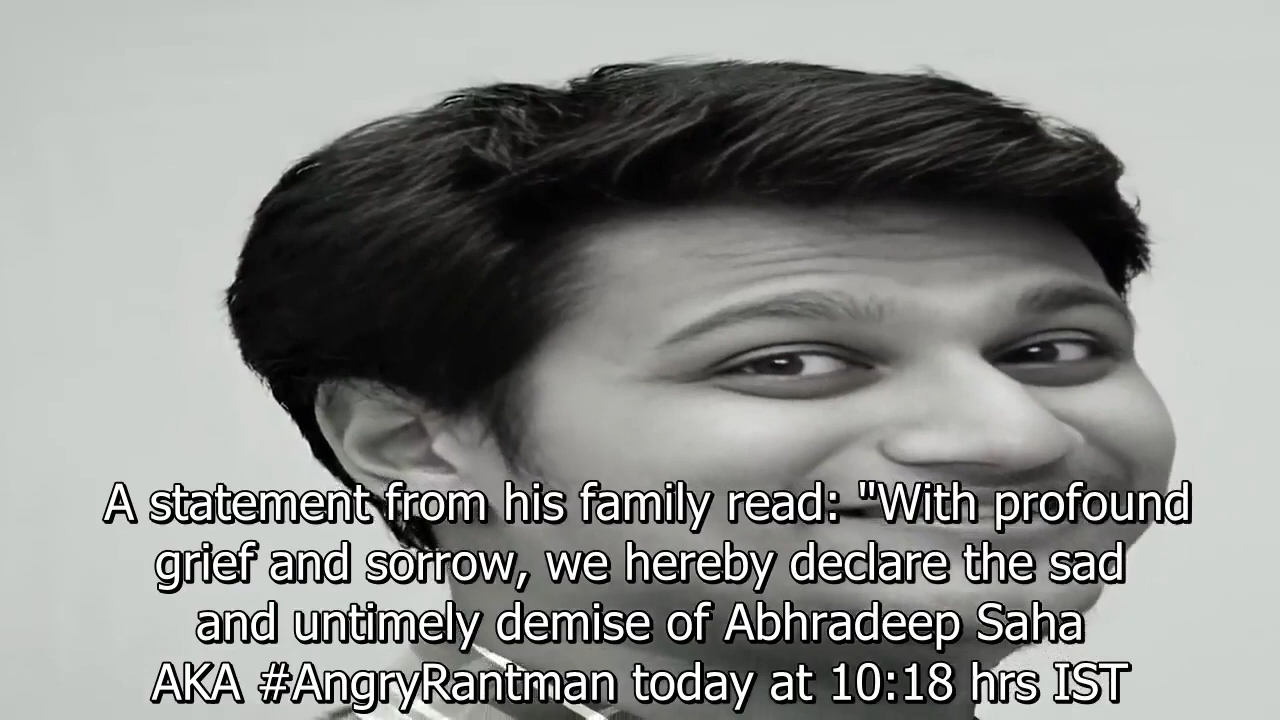 A statement from his family read: "With profound
grief and sorrow, we hereby declare the sad
and untimely demise of Abhradeep Saha
AKA #AngryRantman today at 10:18 hrs IST